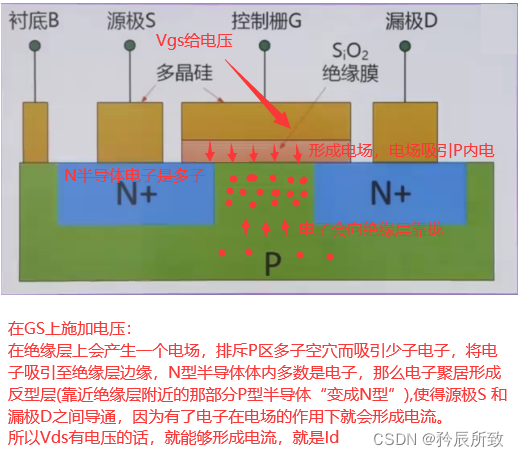 衬底B 源极S 控制栅G 漏极D
Vgs给电压
SiO2
多晶硅 绝缘膜
形成电场，电场吸引P内电
N半导体电子是多子
N+ N+
电子会向绝缘层靠拢
P
在GS上施加电压：
在绝缘层上会产生一个电场，排斥P区多子空穴而吸引少子电子，将电
子吸引至绝缘层边缘，N型半导体体内多数是电子，那么电子聚居形成
反型层(靠近绝缘层附近的那部分P型半导体“变成N型”),使得源极S 和
漏极D之间导通，因为有了电子在电场的作用下就会形成电流。
所以Vds有电压的话，就能够形成电流，就是Id
CSDN @矜辰所致